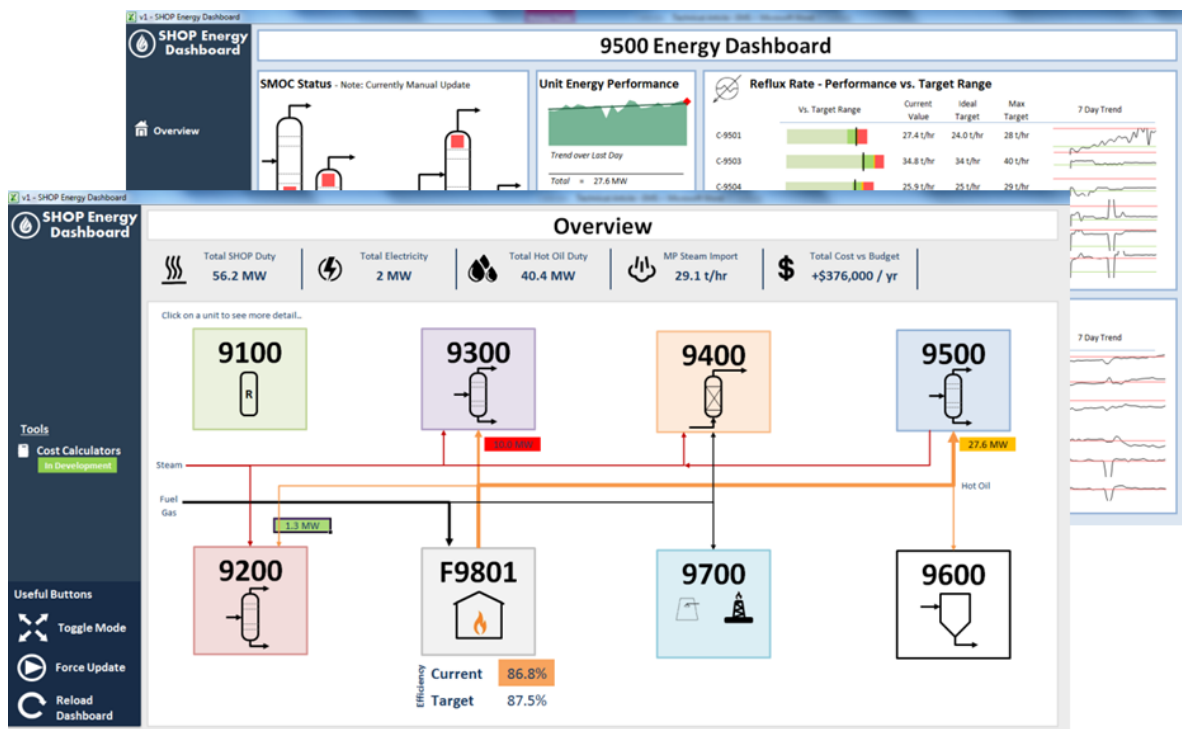 v1 - SHOP Energy Dashboard
SHOP Energy
Dashboard
9500 Energy Dashboard
Overview
SMOC Status - Note: Currently Manual Update
Unit Energy Performance
Trend over Last Day
Total = 27.6 MW
Reflux Rate - Performance vs. Target Range
Vs. Target Range
Current
Value
Ideal
Target
Max
Target
7 Day Trend
C-9501
27.4 t/hr
24.0 t/hr
28 t/hr
C-9503
34.8 t/hr
34 t/hr
40 t/hr
C-9504
25.9 t/hr
25 t/hr
29 t/hr
7 Day Trend
v1 - SHOP Energy Dashboard
SHOP Energy
Dashboard
Overview
Total SHOP Duty
56.2 MW
Total Electricity
2 MW
Total Hot Oil Duty
40.4 MW
MP Steam Import
29.1 t/hr
$
Total Cost vs Budget
+$376,000 / yr
Click on a unit to see more detail..
9100
R
9300
9400
9500
10.0 MW
27.6 MW
Steam
Fuel
Gas
Hot Oil
1.3 MW
9200
F9801
9700
9600
Efficiency
Current
86.8%
Target
87.5%
Tools
Cost Calculators
In Development
Useful Buttons
Toggle Mode
Force Update
Reload
Dashboard